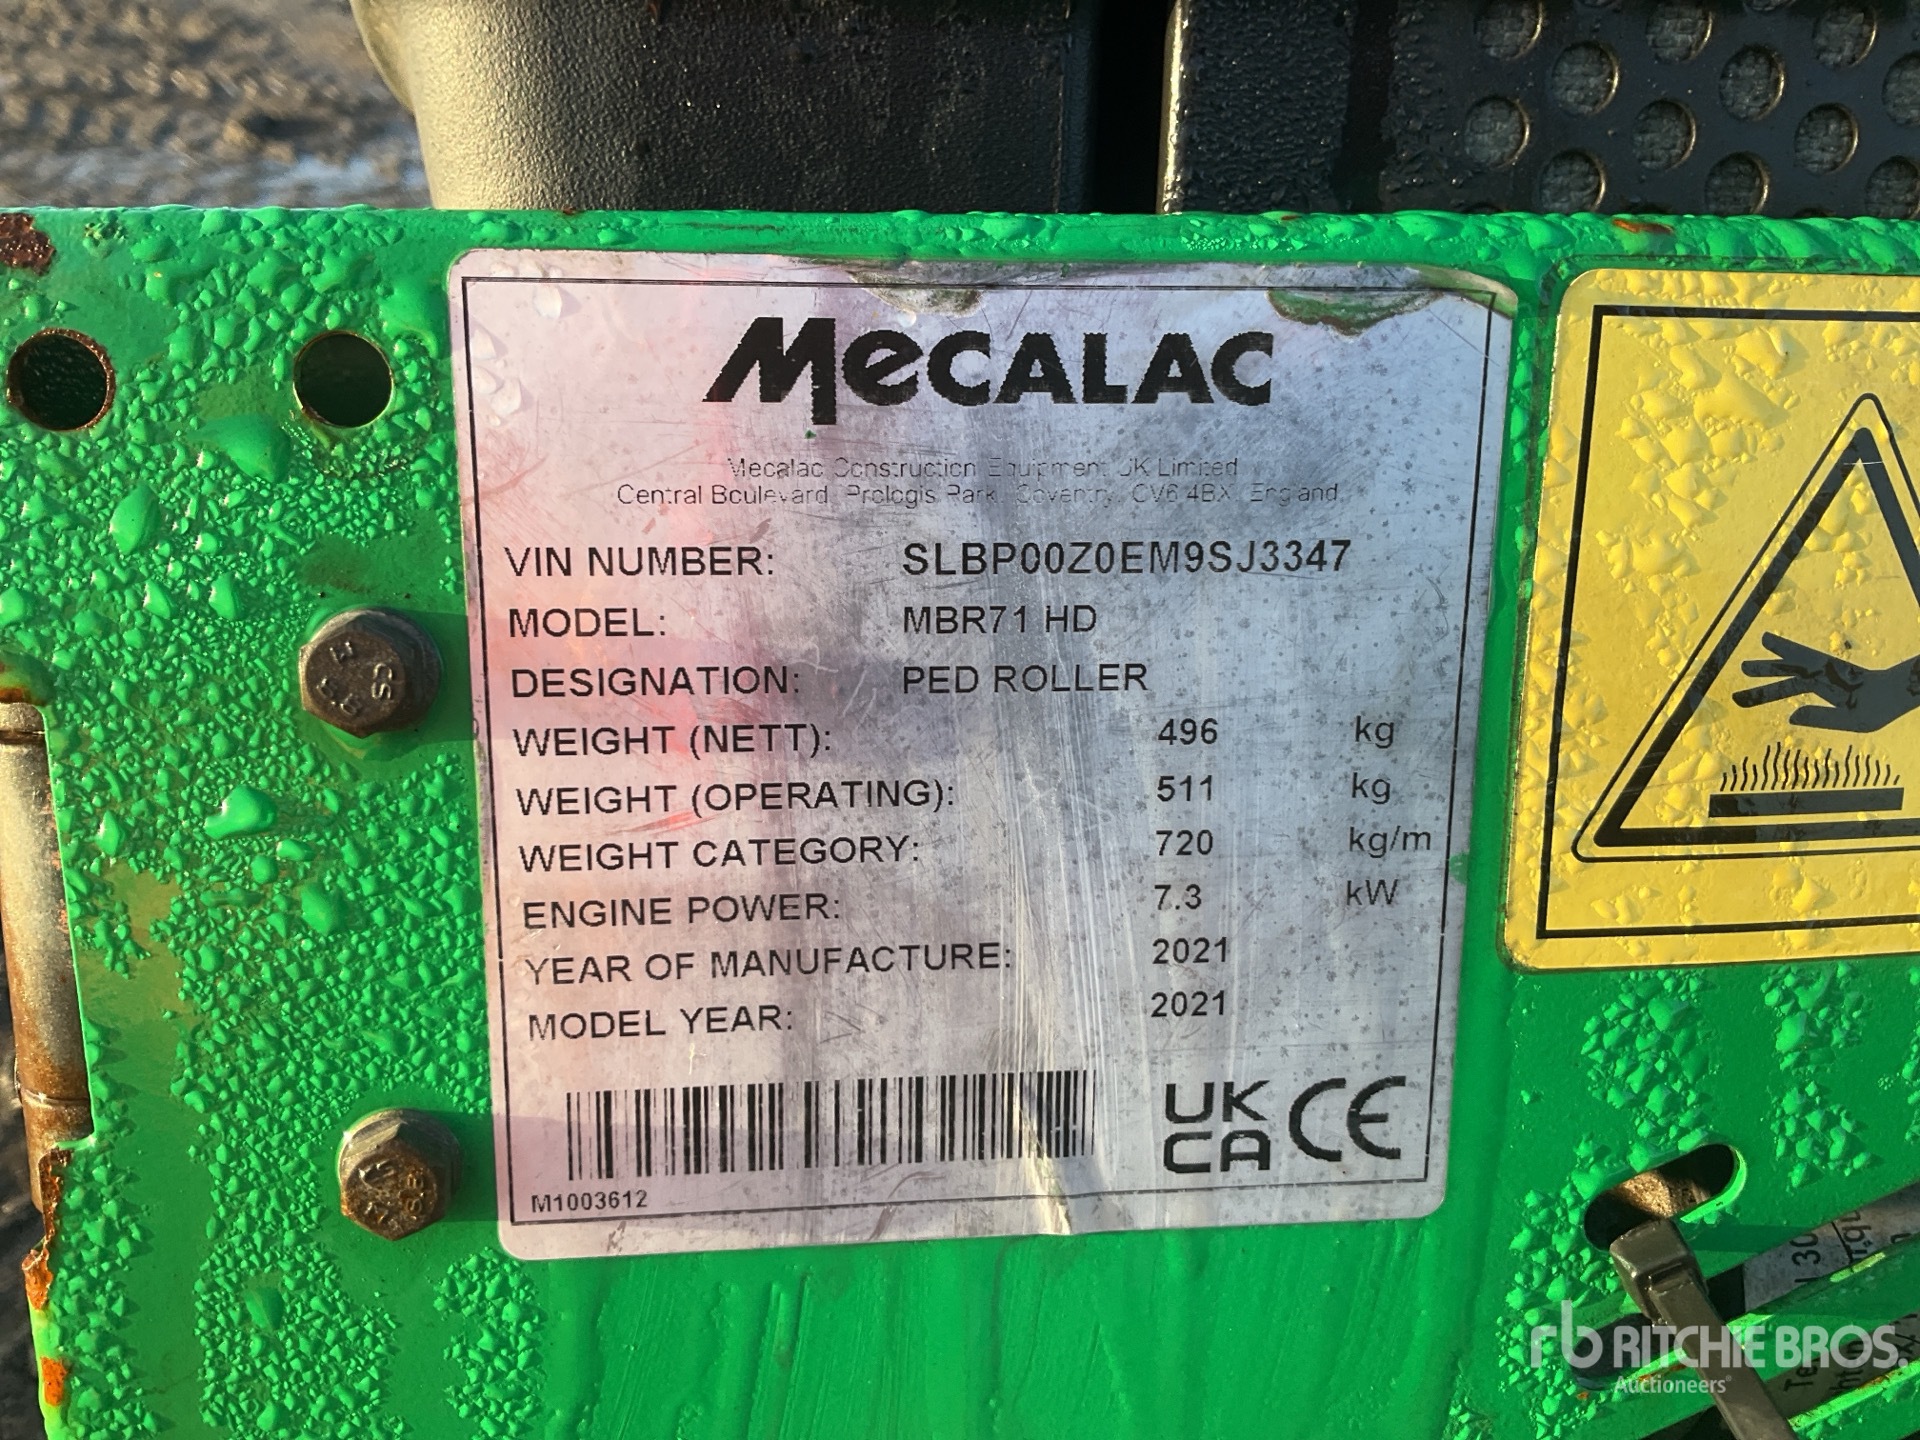 MeCALAC
Mecalac Construction Equipment UK Limited
Central Boulevard, Prologis Park, Coventry, CV6 4BX, England
VIN NUMBER: SLBP00Z0EM9SJ3347
MODEL: MBR71 HD
DESIGNATION: PED ROLLER
WEIGHT (NETT): 496 kg
WEIGHT (OPERATING): 511 kg
WEIGHT CATEGORY: 720 kg/m
ENGINE POWER: 7.3 kW
YEAR OF MANUFACTURE: 2021
MODEL YEAR: 2021
UK
CA CE
M1003612
rb RITCHIE BROS.
Auctioneers